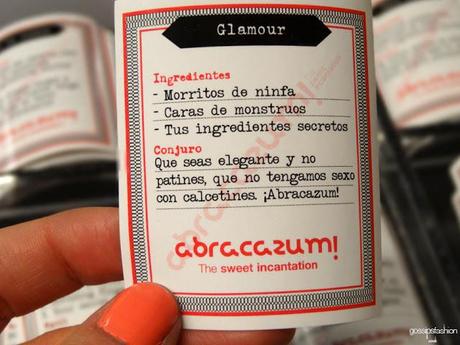 Glamour
Ingredientes
- Morritos de ninfa
- Caras de monstruos
- Tus ingredientes secretos
Conjuro
Que seas elegante y no
patines, que no tengamos sexo
con calcetines. ¡Abracazum!
abracazum!
The sweet incantation
abracazum!
gossipsfashion